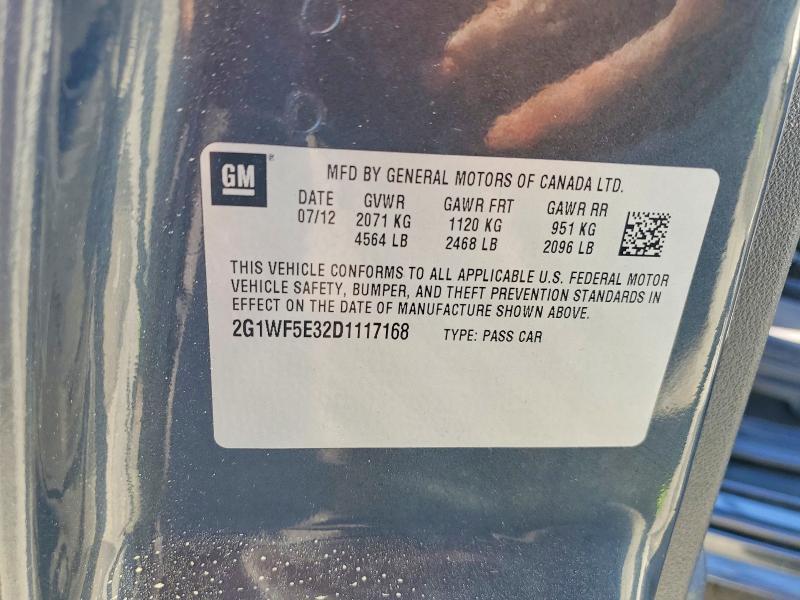 GM ®
MFD BY GENERAL MOTORS OF CANADA LTD.
DATE GVWR GAWR FRT GAWR RR
07/12 2071 KG 1120 KG 951 KG
4564 LB 2468 LB 2096 LB
THIS VEHICLE CONFORMS TO ALL APPLICABLE U.S. FEDERAL MOTOR
VEHICLE SAFETY, BUMPER, AND THEFT PREVENTION STANDARDS IN
EFFECT ON THE DATE OF MANUFACTURE SHOWN ABOVE.
2G1WF5E32D1117168 TYPE: PASS CAR